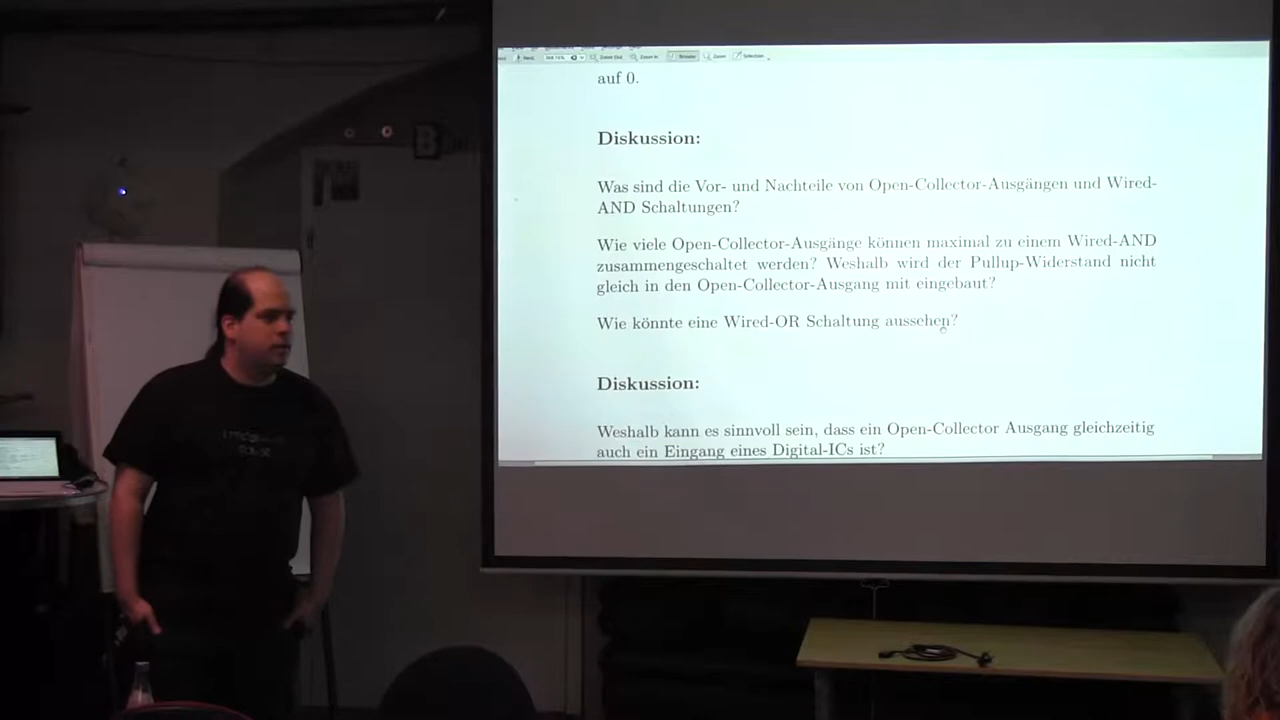 auf 0.
Diskussion:
Was sind die Vor- und Nachteile von Open-Collector-Ausgängen und Wired-
AND Schaltungen?
Wie viele Open-Collector-Ausgänge können maximal zu einem Wired-AND
zusammengeschaltet werden? Weshalb wird der Pullup-Widerstand nicht
gleich in den Open-Collector-Ausgang mit eingebaut?
Wie könnte eine Wired-OR Schaltung aussehen?
Diskussion:
Weshalb kann es sinnvoll sein, dass ein Open-Collector Ausgang gleichzeitig
auch ein Eingang eines Digital-ICs ist?